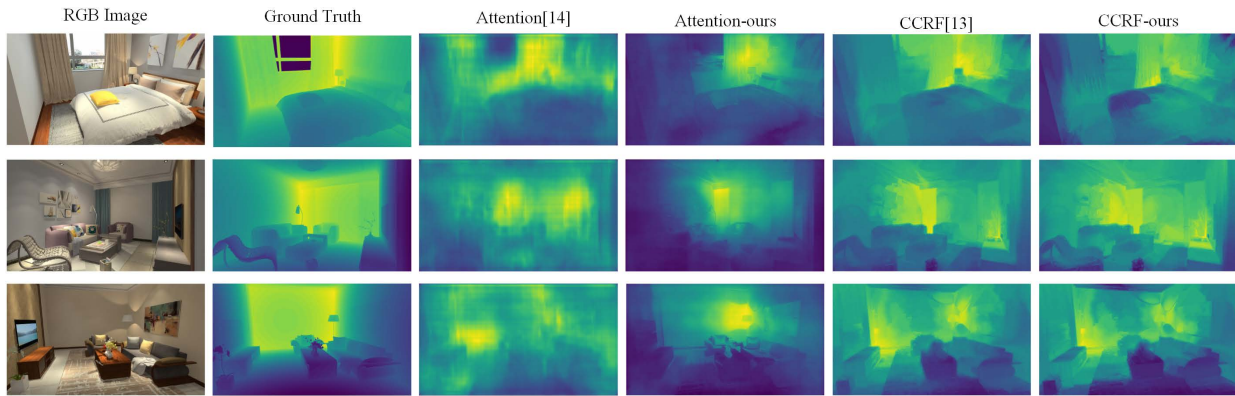 RGB Image
Ground Truth
Attention[14]
Attention-ours
CCRF[13]
CCRF-ours